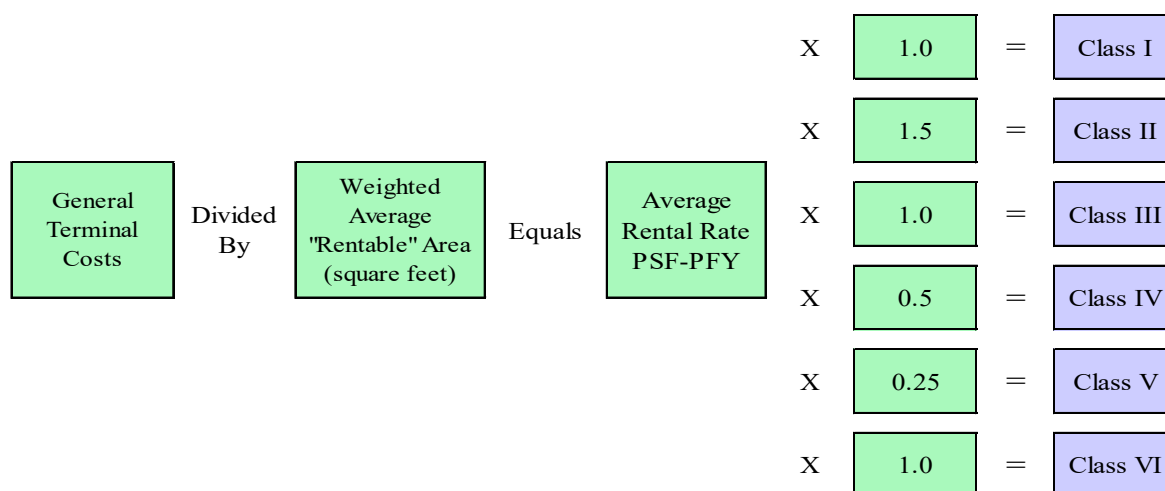 X 1.0 = Class I
X 1.5 = Class II
General
Terminal
Costs
Divided
By
Weighted
Average
"Rentable" Area
(square feet)
Equals
Average
Rental Rate
PSF-PFY
X 1.0 = Class III
X 0.5 = Class IV
X 0.25 = Class V
X 1.0 = Class VI